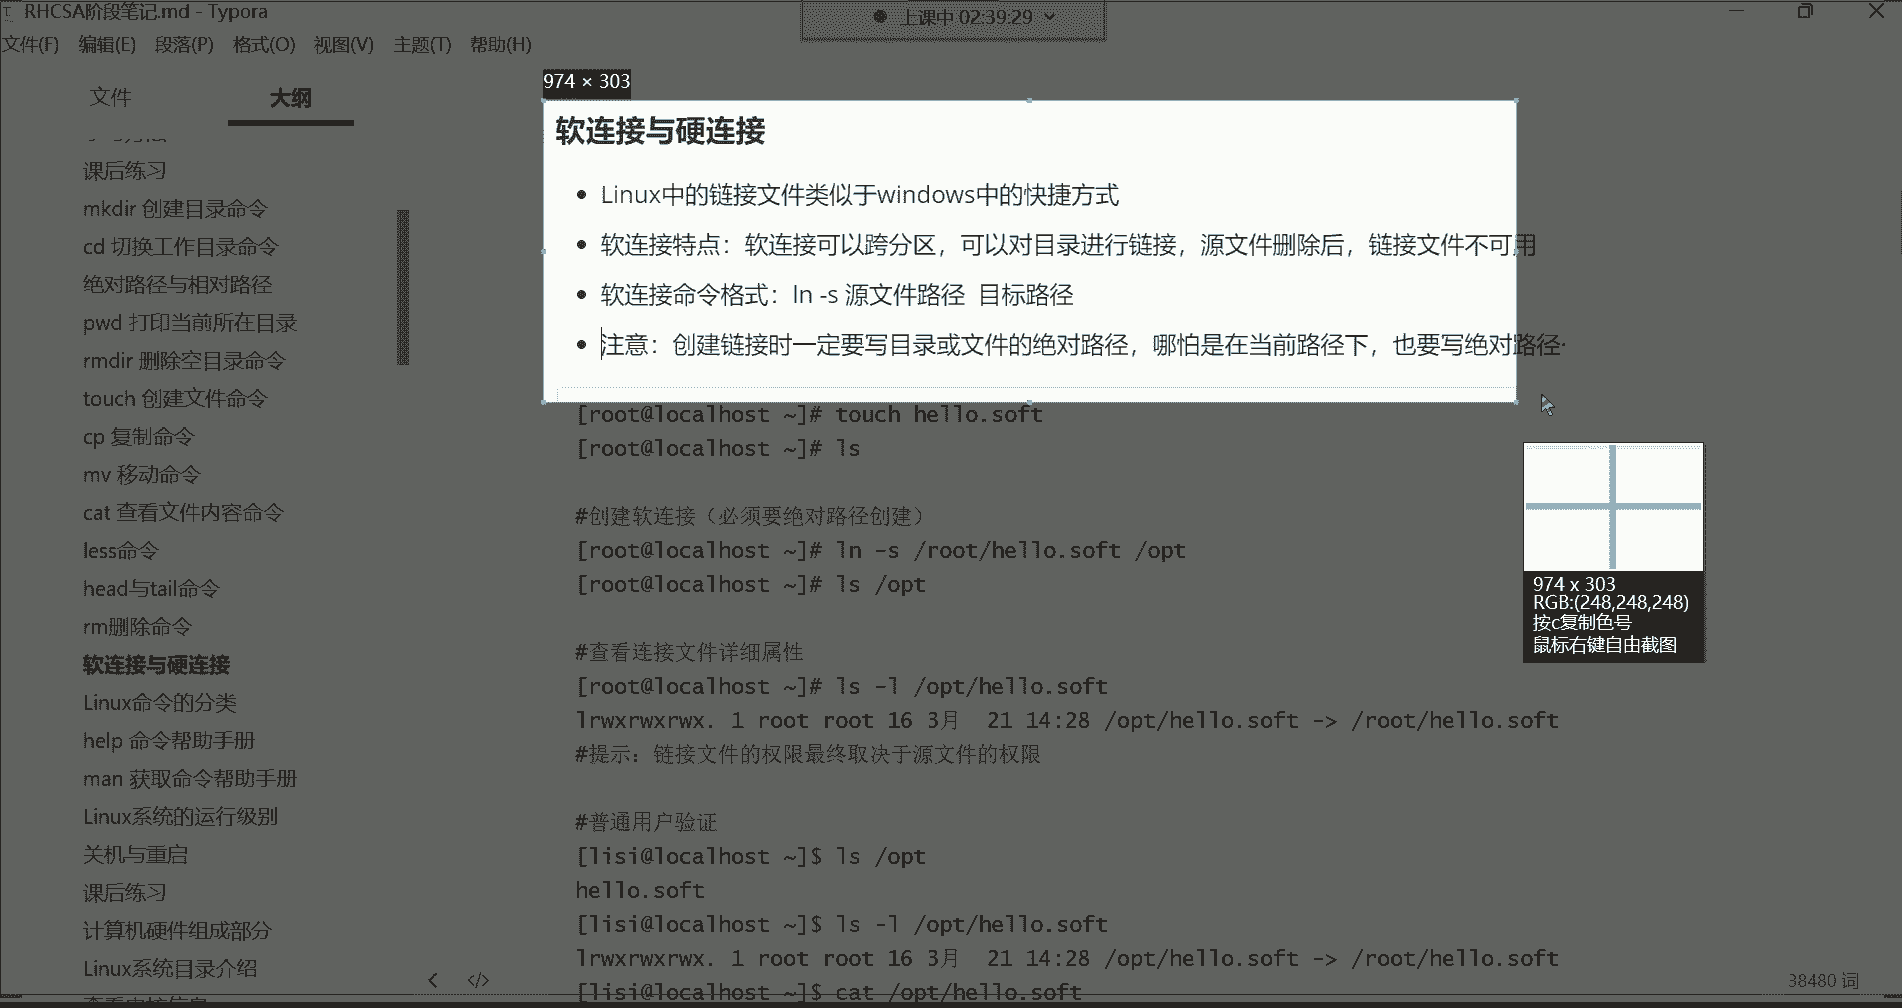 RHCSA阶段笔记.md - Typora
上课中 02:39:29
文件(F) 编辑(E) 段落(P) 格式(O) 视图(V) 主题(T) 帮助(H)
文件 大纲
课后练习
mkdir 创建目录命令
cd 切换工作目录命令
绝对路径与相对路径
pwd 打印当前所在目录
rmdir 删除空目录命令
touch 创建文件命令
cp 复制命令
mv 移动命令
cat 查看文件内容命令
less命令
head与tail命令
rm删除命令
软连接与硬连接
Linux命令的分类
help 命令帮助手册
man 获取命令帮助手册
Linux系统的运行级别
关机与重启
课后练习
计算机硬件组成部分
Linux系统目录介绍
974 × 303
软连接与硬连接
Linux中的链接文件类似于windows中的快捷方式
软连接特点：软连接可以跨分区，可以对目录进行链接，源文件删除后，链接文件不可用
软连接命令格式：ln -s 源文件路径 目标路径
注意：创建链接时一定要写目录或文件的绝对路径，哪怕是在当前路径下，也要写绝对路径
[root@localhost ~]# touch hello.soft
[root@localhost ~]# ls
#创建软连接（必须要绝对路径创建）
[root@localhost ~]# ln -s /root/hello.soft /opt
[root@localhost ~]# ls /opt
#查看连接文件详细属性
[root@localhost ~]# ls -l /opt/hello.soft
lrwxrwxrwx. 1 root root 16 3月  21 14:28 /opt/hello.soft -> /root/hello.soft
#提示：链接文件的权限最终取决于源文件的权限
#普通用户验证
[lisi@localhost ~]$ ls /opt
hello.soft
[lisi@localhost ~]$ ls -l /opt/hello.soft
lrwxrwxrwx. 1 root root 16 3月  21 14:28 /opt/hello.soft -> /root/hello.soft
[lisi@localhost ~]$ cat /opt/hello.soft
974 x 303
RGB:(248,248,248)
按c复制色号
鼠标右键自由截图
</>
38480 词